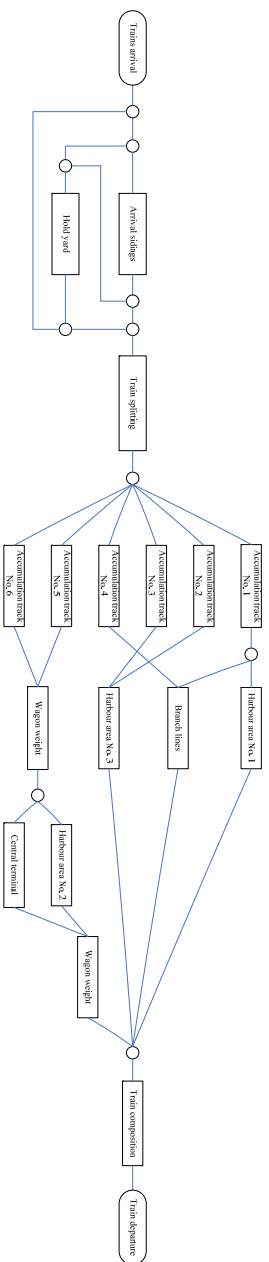 Trains arrival
Arrival sidings
Hold yard
Train splitting
Accumulation track
No. 1
Accumulation track
No. 2
Accumulation track
No. 3
Accumulation track
No. 4
Accumulation track
No. 5
Accumulation track
No. 6
Harbour area No. 1
Branch lines
Harbour area No. 3
Wagon weight
Harbour area No. 2
Central terminal
Wagon weight
Train composition
Train departure